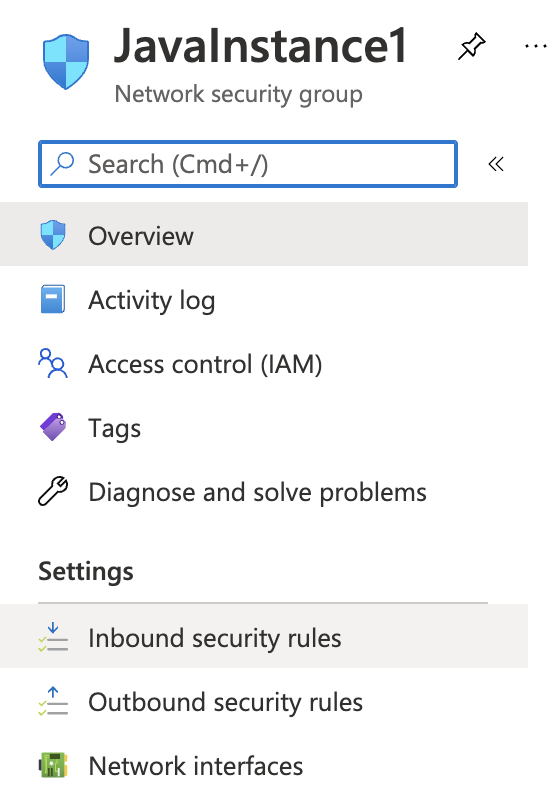 JavaInstance1
Network security group
Search (Cmd+/)
Overview
Activity log
Access control (IAM)
Tags
Diagnose and solve problems
Settings
Inbound security rules
Outbound security rules
Network interfaces